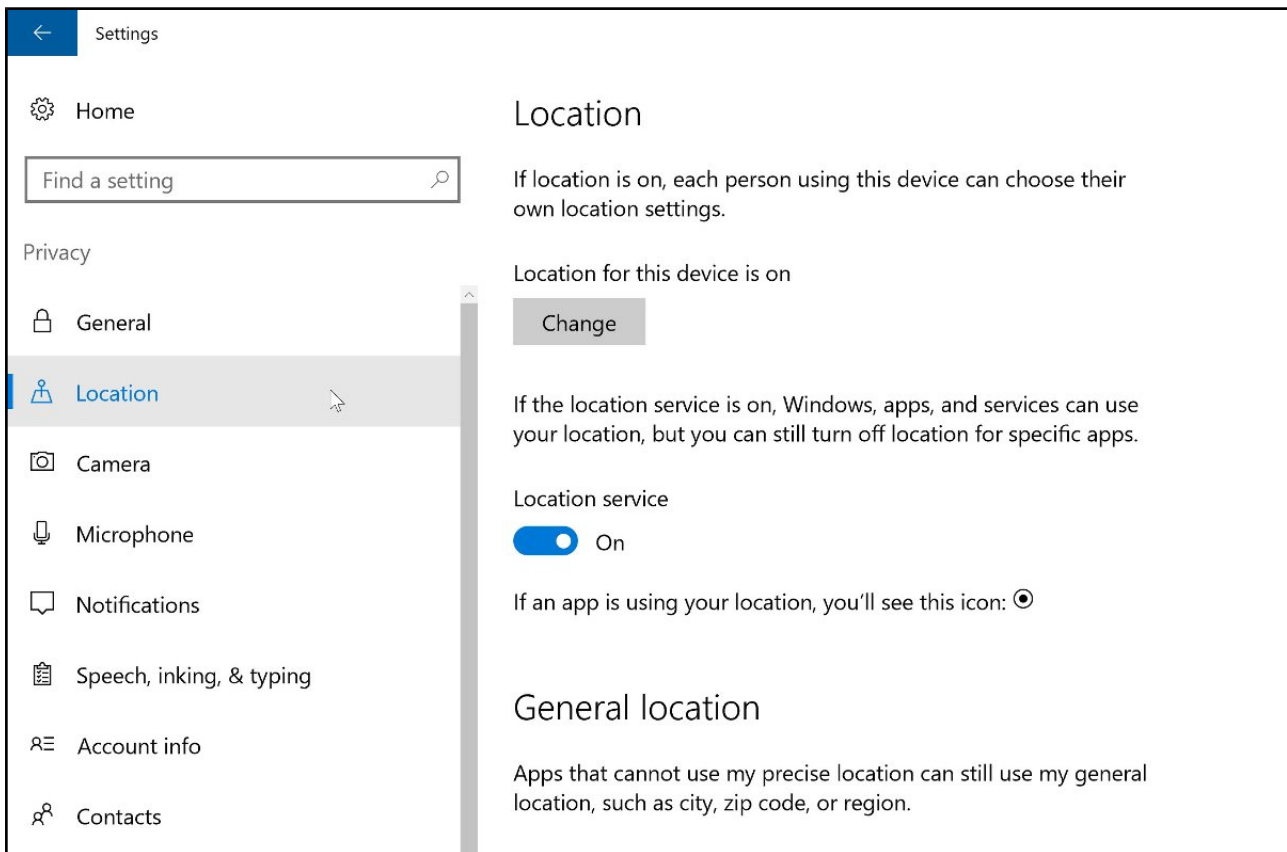 Settings
Home
Find a setting
Privacy
General
Location
Camera
Microphone
Notifications
Speech, inking, & typing
Account info
Contacts
Location
If location is on, each person using this device can choose their
own location settings.
Location for this device is on
Change
If the location service is on, Windows, apps, and services can use
your location, but you can still turn off location for specific apps.
Location service
On
If an app is using your location, you’ll see this icon:
General location
Apps that cannot use my precise location can still use my general
location, such as city, zip code, or region.